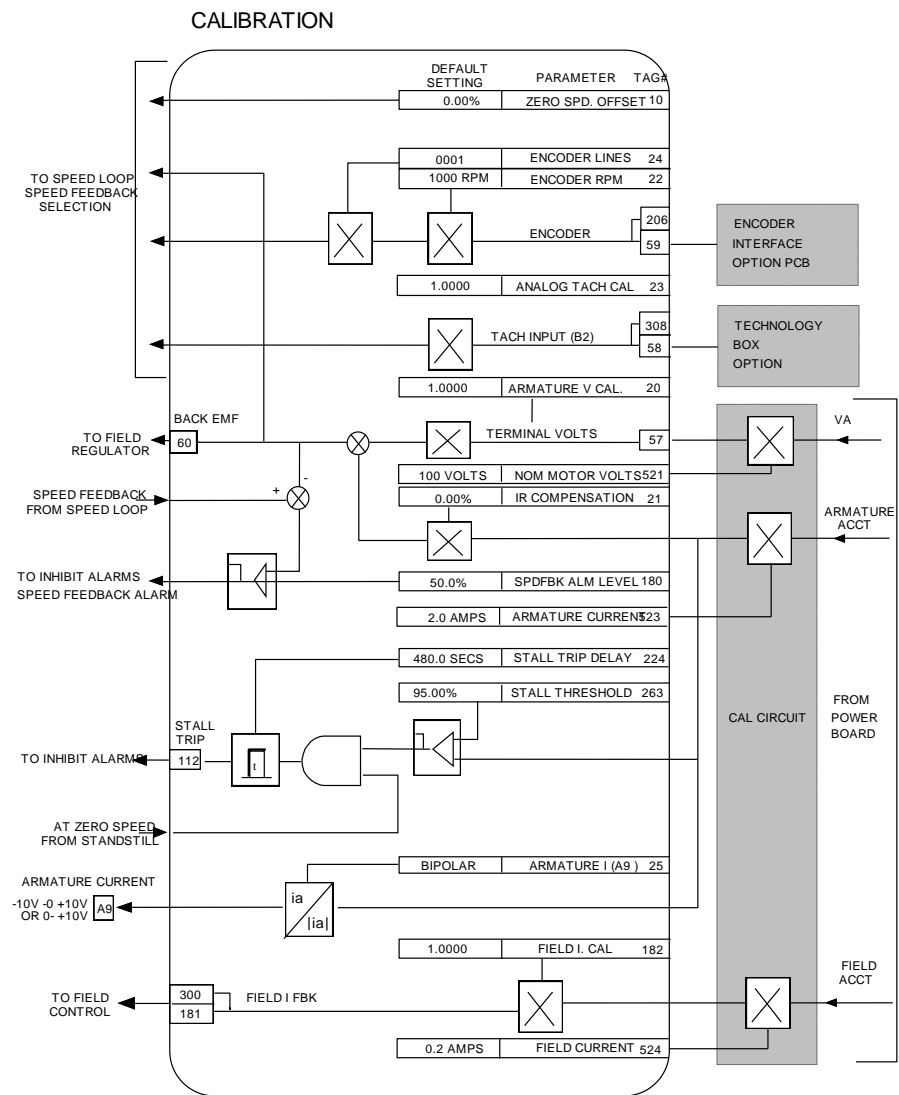 CALIBRATION
DEFAULT SETTING PARAMETER TAG#
0.00% ZERO SPD. OFFSET 10
TO SPEED LOOP
SPEED FEEDBACK
SELECTION
0001 ENCODER LINES 24
1000 RPM ENCODER RPM 22
ENCODER 206
59
ENCODER
INTERFACE
OPTION PCB
1.0000 ANALOG TACH CAL 23
TACH INPUT (B2) 308
58
TECHNOLOGY
BOX
OPTION
1.0000 ARMATURE V CAL. 20
BACK EMF
TO FIELD
REGULATOR
60
TERMINAL VOLTS 57
VA
100 VOLTS NOM MOTOR VOLTS 521
SPEED FEEDBACK
FROM SPEED LOOP
+
-
0.00% IR COMPENSATION 21
ARMATURE
ACCT
TO INHIBIT ALARMS
SPEED FEEDBACK ALARM
50.0% SPDFBK ALM LEVEL 180
2.0 AMPS ARMATURE CURRENT 523
480.0 SECS STALL TRIP DELAY 224
95.00% STALL THRESHOLD 263
CAL CIRCUIT
FROM
POWER
BOARD
STALL
TRIP
TO INHIBIT ALARMS
112
t
AT ZERO SPEED
FROM STANDSTILL
BIPOLAR ARMATURE I (A9 ) 25
ARMATURE CURRENT
-10V -0 +10V
OR 0- +10V
A9
ia
|ia|
1.0000 FIELD I. CAL 182
FIELD
ACCT
TO FIELD
CONTROL
300
181
FIELD I FBK
0.2 AMPS FIELD CURRENT 524